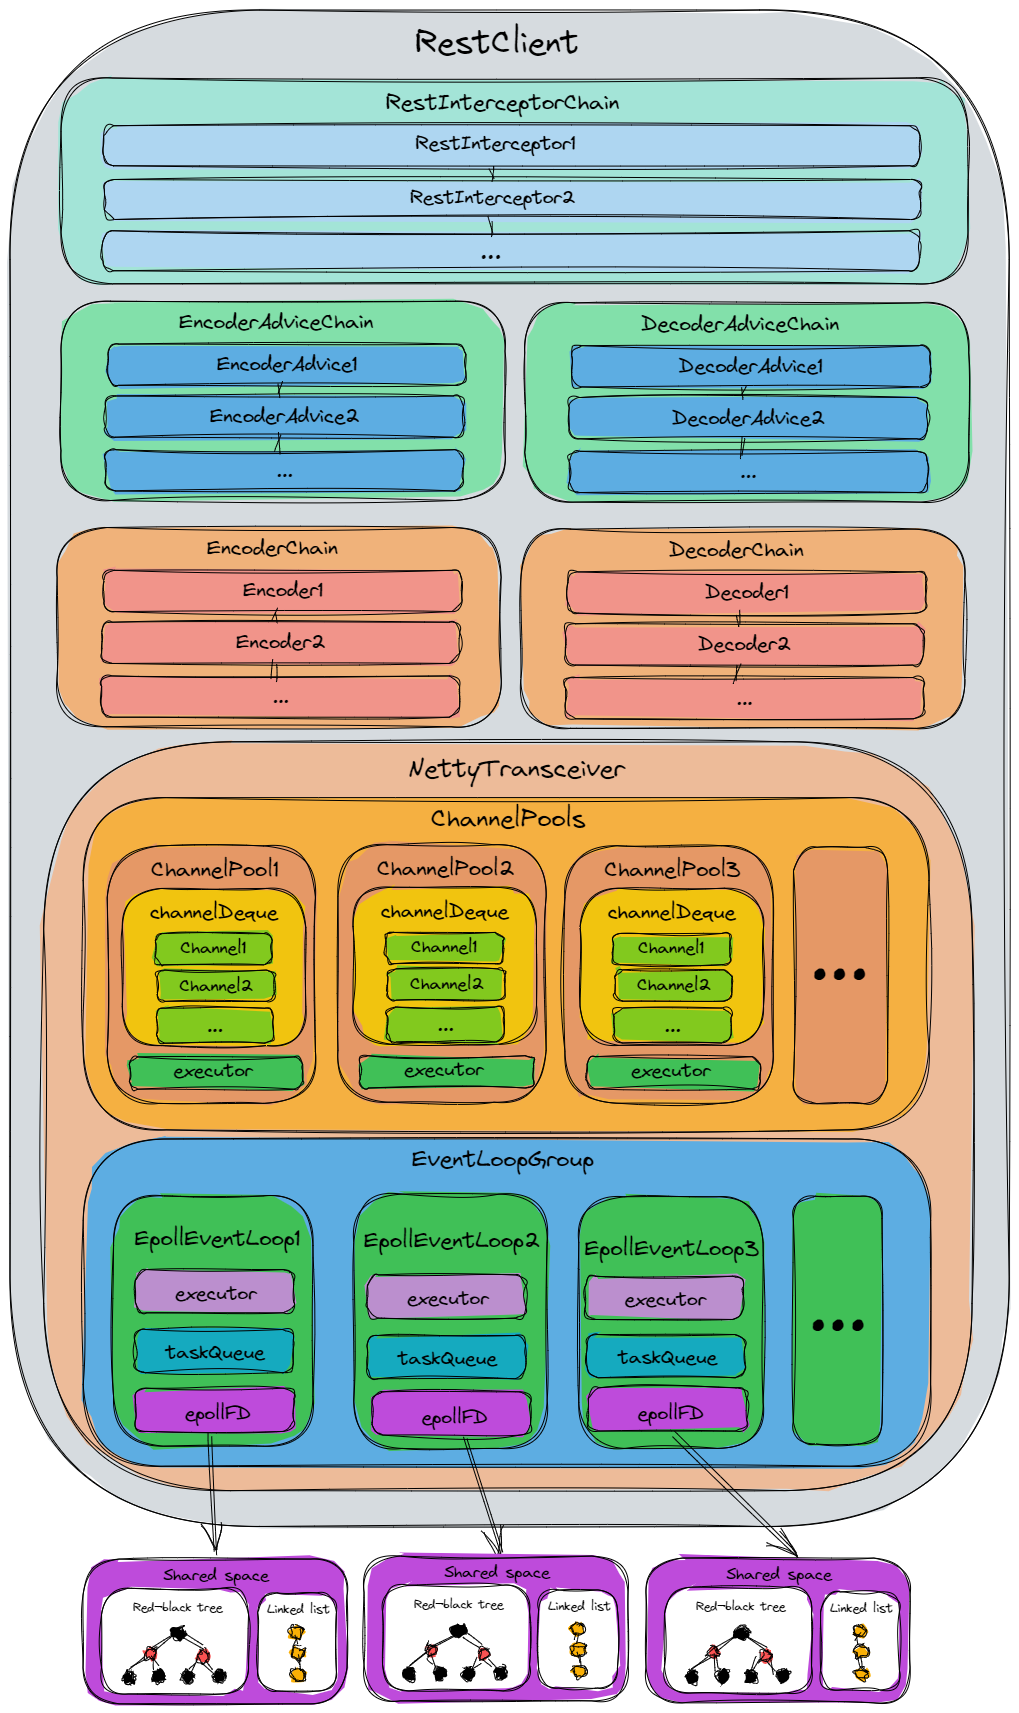 RestClient
RestInterceptorChain
RestInterceptor1
RestInterceptor2
...
EncoderAdviceChain
EncoderAdvice1
EncoderAdvice2
...
DecoderAdviceChain
DecoderAdvice1
DecoderAdvice2
...
EncoderChain
Encoder1
Encoder2
...
DecoderChain
Decoder1
Decoder2
...
NettyTransceiver
ChannelPools
ChannelPool1
channelDeque
Channel1
Channel2
...
executor
ChannelPool2
channelDeque
Channel1
Channel2
...
executor
ChannelPool3
channelDeque
Channel1
Channel2
...
executor
...
EventLoopGroup
EpollEventLoop1
executor
taskQueue
epollFD
EpollEventLoop2
executor
taskQueue
epollFD
EpollEventLoop3
executor
taskQueue
epollFD
...
Shared space
Red-black tree
Linked list
Shared space
Red-black tree
Linked list
Shared space
Red-black tree
Linked list